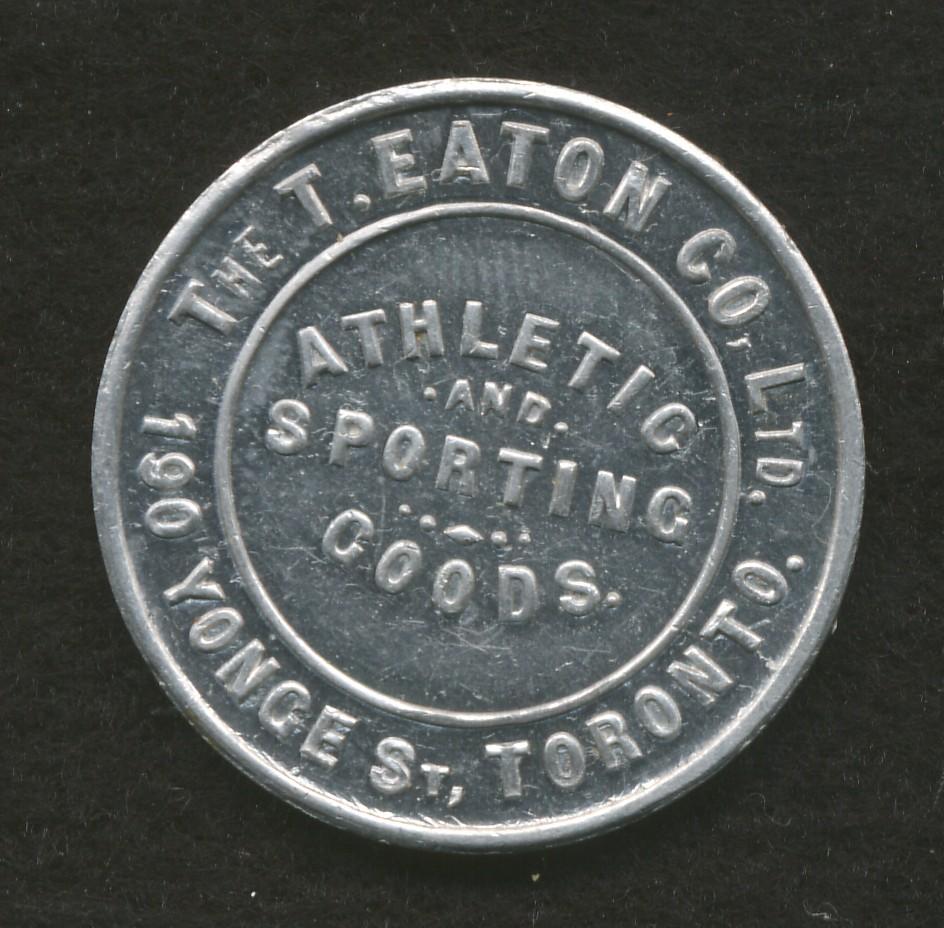 THE T. EATON CO, LTD.
190 YONGE ST, TORONTO.
ATHLETIC
AND.
SPORTING
GOODS.